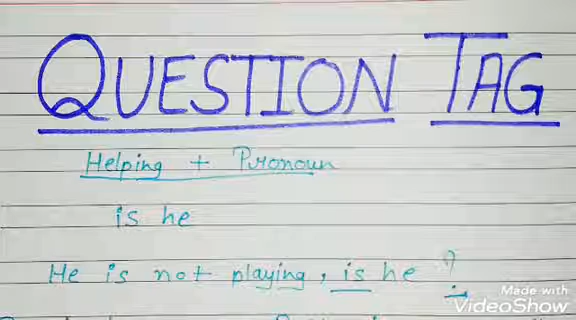 QUESTION TAG
Helping + Pronoun
is he
He is not playing, is he ?
Made with
VideoShow